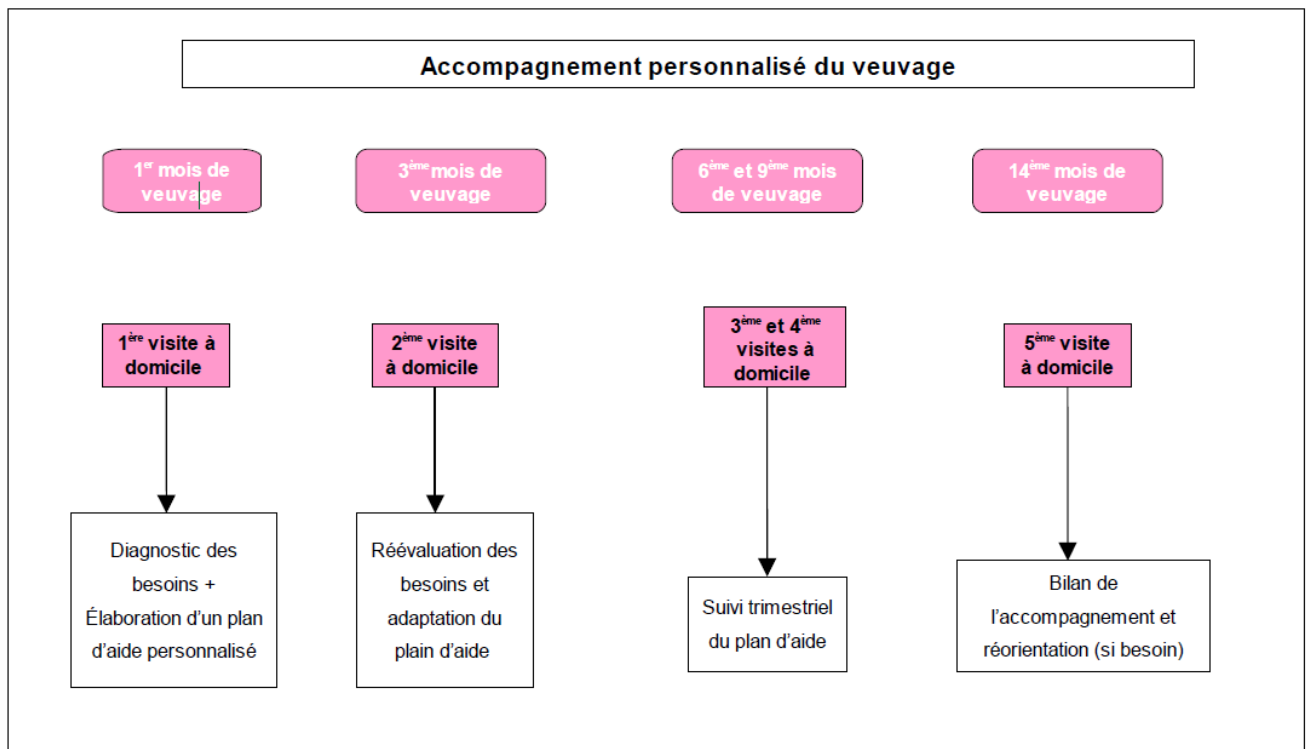 Accompagnement personnalisé du veuvage
1er mois de
veuvage
3ème mois de
veuvage
6ème et 9ème mois
de veuvage
14ème mois de
veuvage
1ère visite à
domicile
2ème visite
à domicile
3ème et 4ème
visites à
domicile
5ème visite
à domicile
Diagnostic des
besoins +
Élaboration d’un plan
d’aide personnalisé
Réévaluation des
besoins et
adaptation du
plain d’aide
Suivi trimestriel
du plan d’aide
Bilan de
l’accompagnement et
réorientation (si besoin)